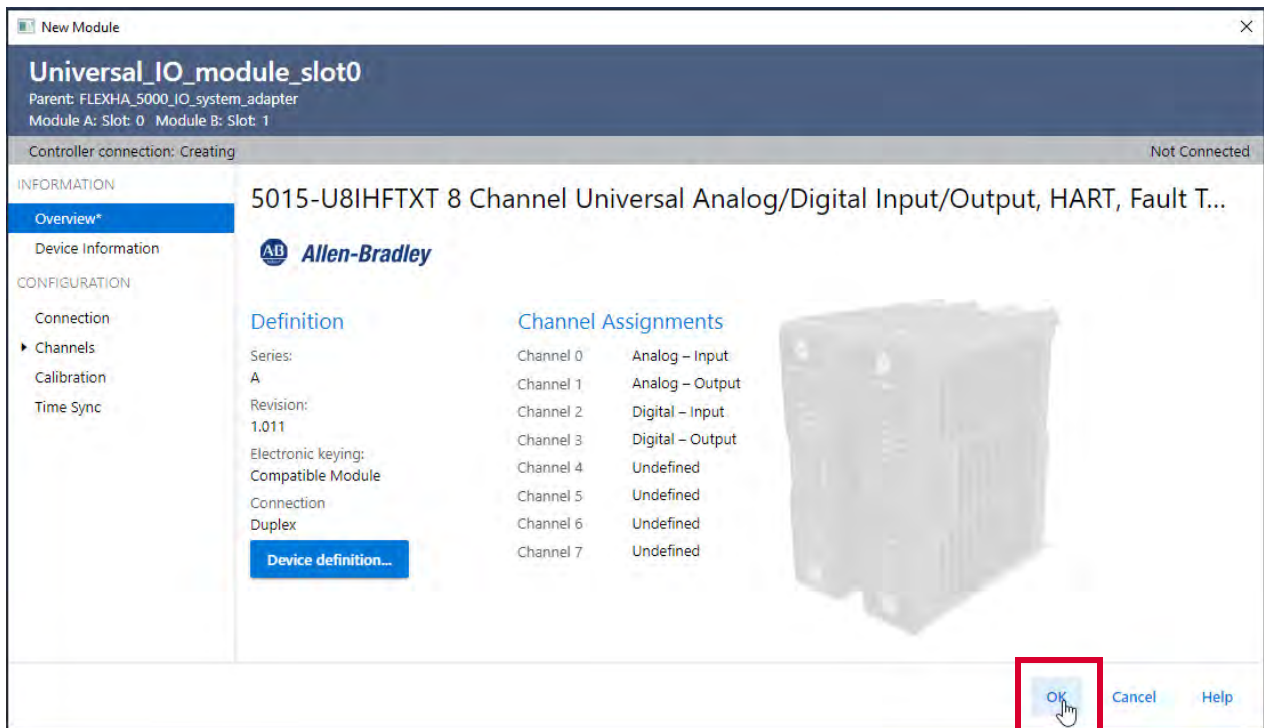 New Module
Universal_IO_module_slot0
Parent: FLEXHA_5000_IO_system_adapter
Module A: Slot: 0 Module B: Slot: 1
Controller connection: Creating
Not Connected
INFORMATION
Overview*
Device Information
CONFIGURATION
Connection
Channels
Calibration
Time Sync
5015-U8IHFTXT 8 Channel Universal Analog/Digital Input/Output, HART, Fault T...
AB Allen-Bradley
Definition
Series:
A
Revision:
1.011
Electronic keying:
Compatible Module
Connection
Duplex
Device definition...
Channel Assignments
Channel 0 Analog – Input
Channel 1 Analog – Output
Channel 2 Digital – Input
Channel 3 Digital – Output
Channel 4 Undefined
Channel 5 Undefined
Channel 6 Undefined
Channel 7 Undefined
OK Cancel Help